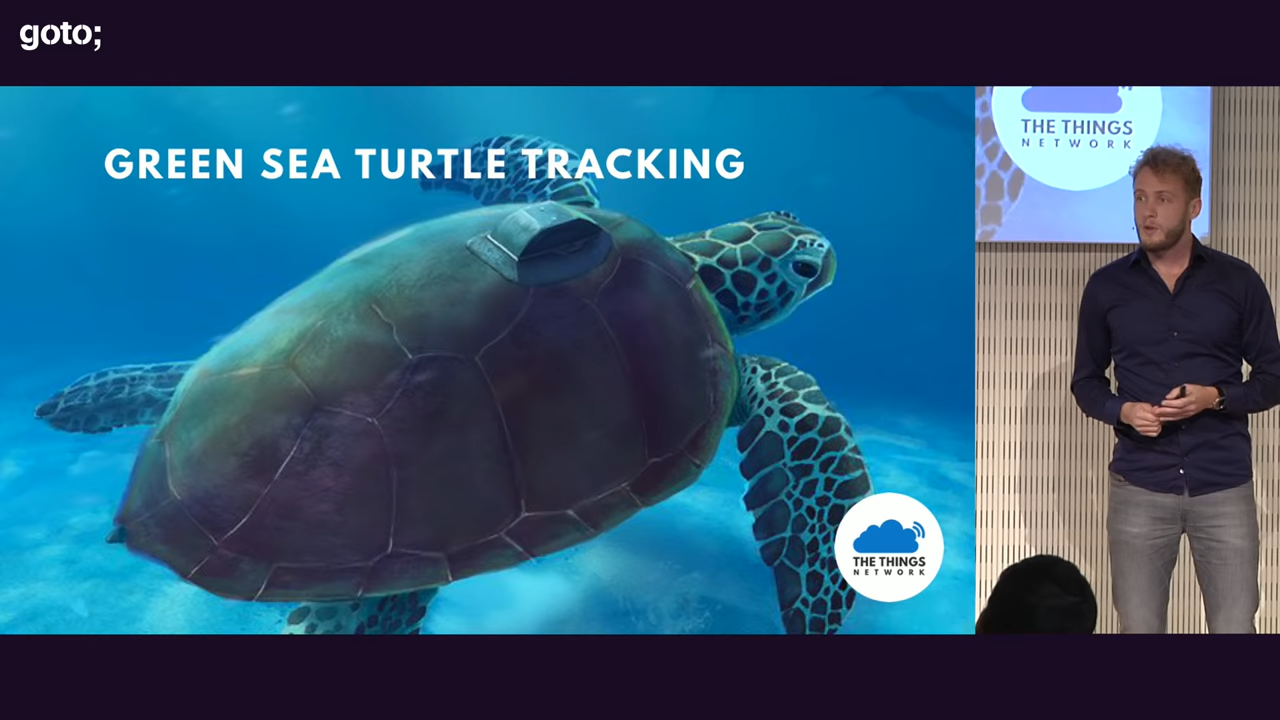 goto;
GREEN SEA TURTLE TRACKING
THE THINGS
NETWORK
THE THINGS
NETWORK